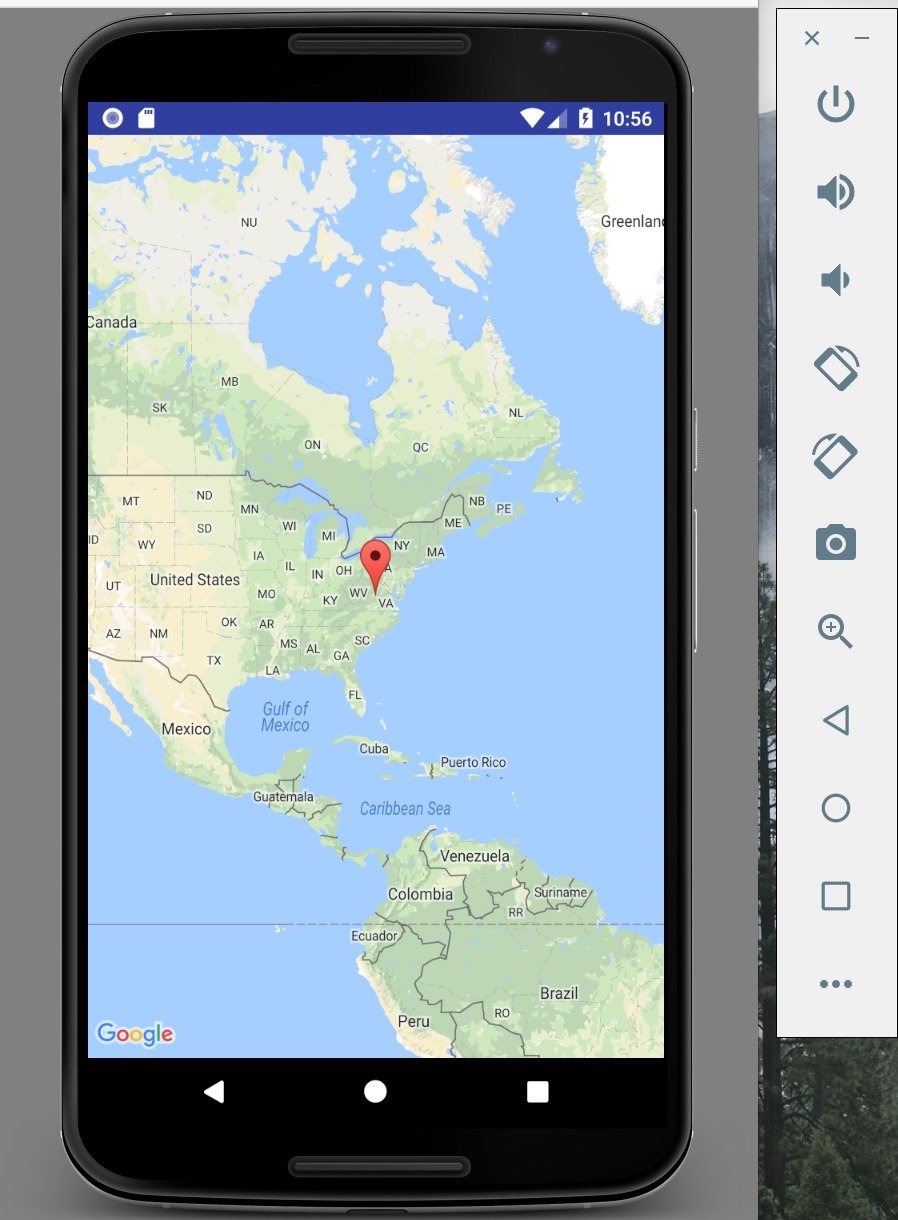 10:56
NU
Greenland
Canada
MB
SK
NL
ON
QC
MT
ND
MN
NB
PE
ME
SD
WI
MI
NY
MA
ID
WY
IA
IL
IN
OH
A
UT
United States
MO
KY
WV
VA
AZ
NM
OK
AR
SC
MS
AL
GA
TX
LA
FL
Gulf of
Mexico
Mexico
Cuba
Puerto Rico
Guatemala
Caribbean Sea
Venezuela
Colombia
Suriname
RR
Ecuador
Brazil
RO
Peru
Google